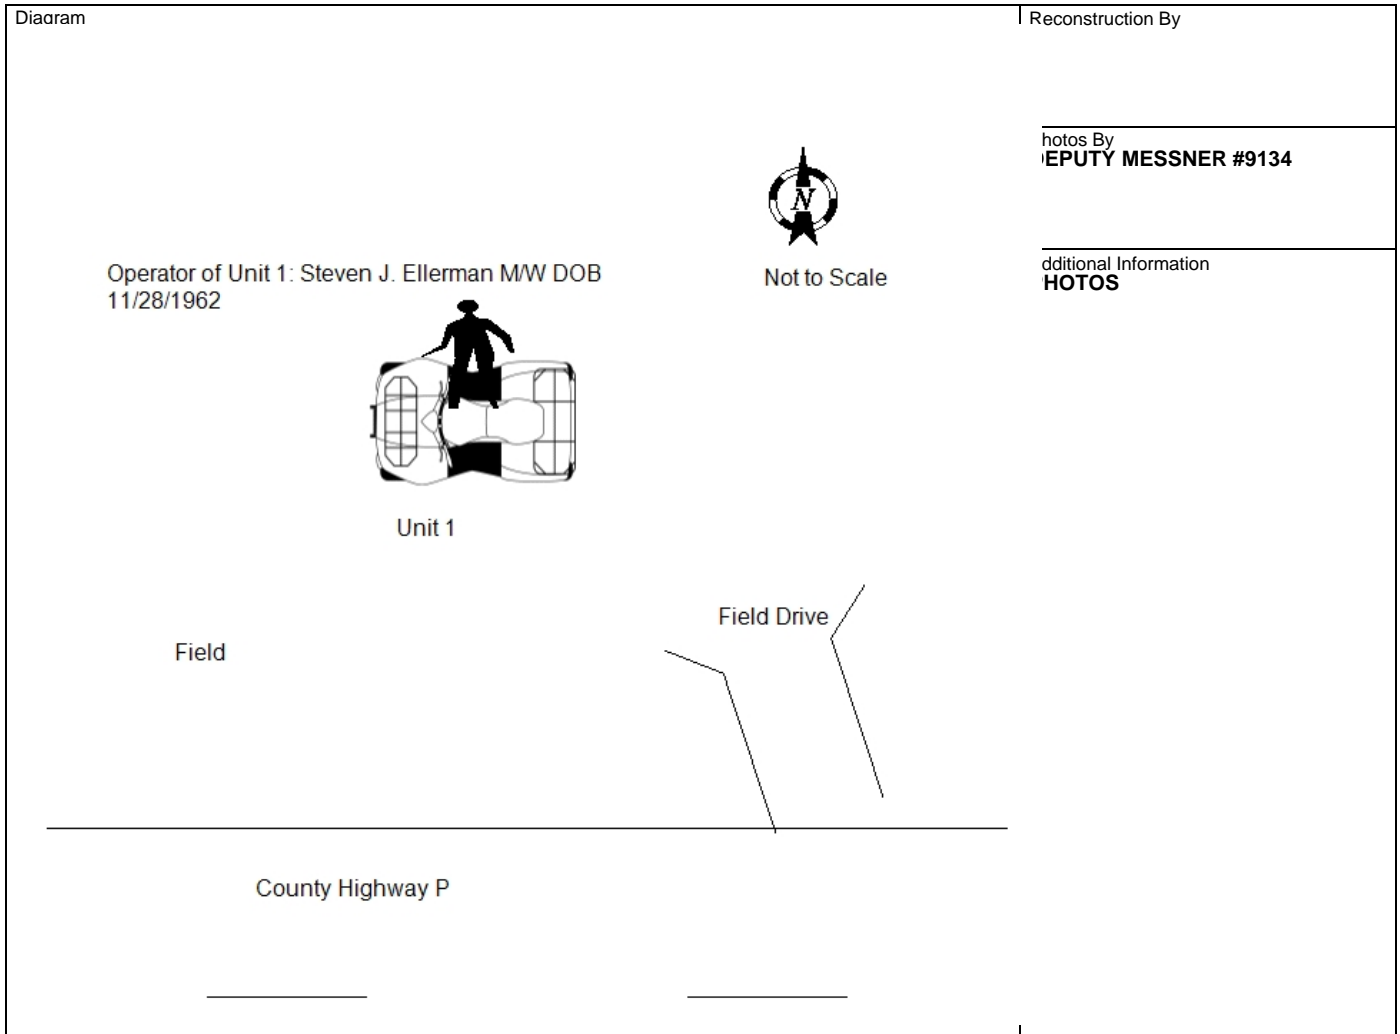 Diagram
Reconstruction By
hotos By
EPUTY MESSNER #9134
N
Operator of Unit 1: Steven J. Ellerman M/W DOB
11/28/1962
Not to Scale
dditional Information
HOTOS
Unit 1
Field Drive
Field
County Highway P